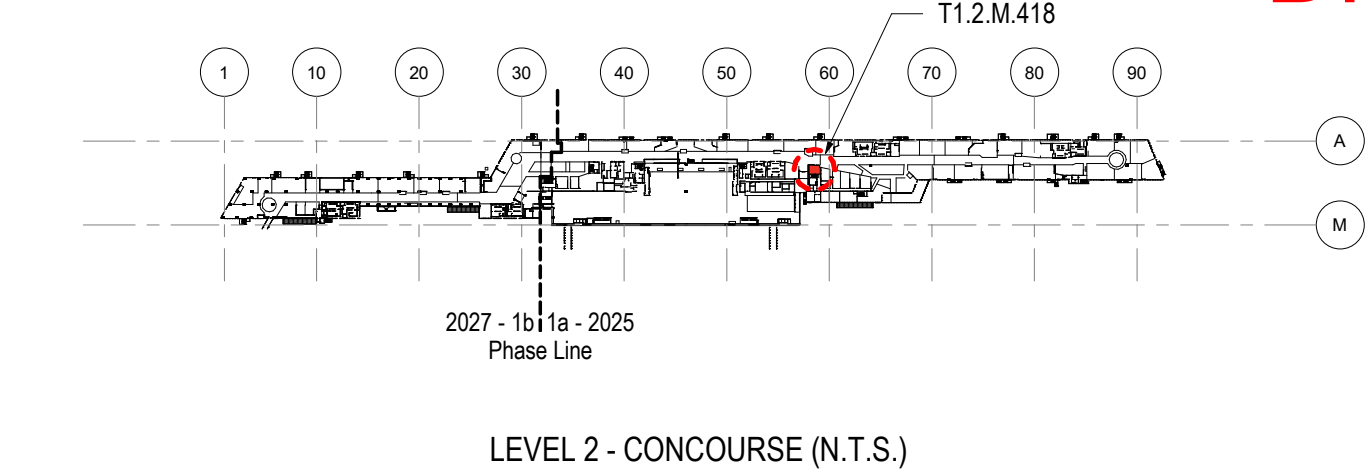 T1.2.M.418
1 10 20 30 40 50 60 70 80 90
A
M
2027 - 1b 1a - 2025
Phase Line
LEVEL 2 - CONCOURSE (N.T.S.)